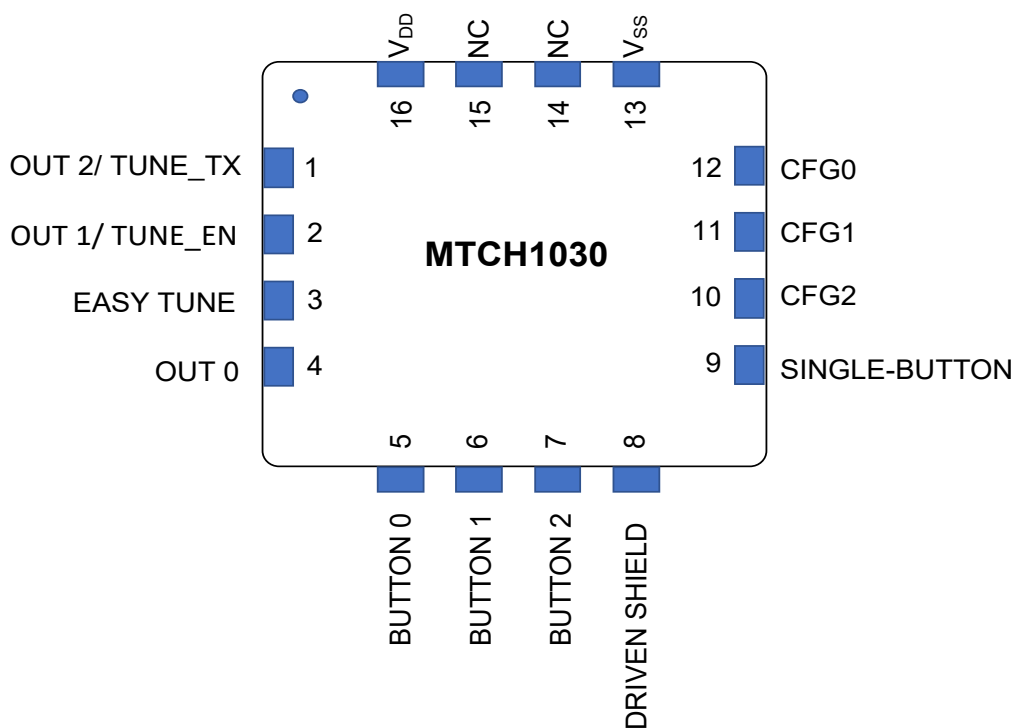 V_DD NC NC V_SS
16 15 14 13
OUT 2/ TUNE_TX 1
OUT 1/ TUNE_EN 2
EASY TUNE 3
OUT 0 4
MTCH1030
12 CFG0
11 CFG1
10 CFG2
9 SINGLE-BUTTON
5 6 7 8
BUTTON 0
BUTTON 1
BUTTON 2
DRIVEN SHIELD